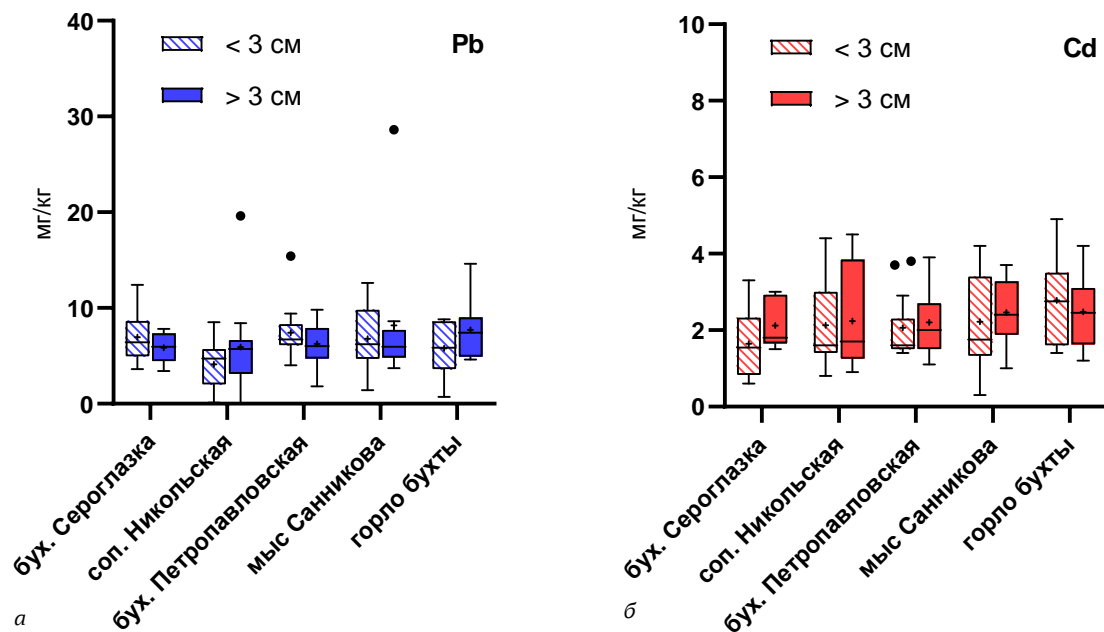 Pb
< 3 см
> 3 см
мг/кг
40
30
20
10
0
бух. Сероглазка
соп. Никольская
бух. Петропавловская
мыс Санникова
горло бухты
а
Cd
< 3 см
> 3 см
мг/кг
10
8
6
4
2
0
бух. Сероглазка
соп. Никольская
бух. Петропавловская
мыс Санникова
горло бухты
б